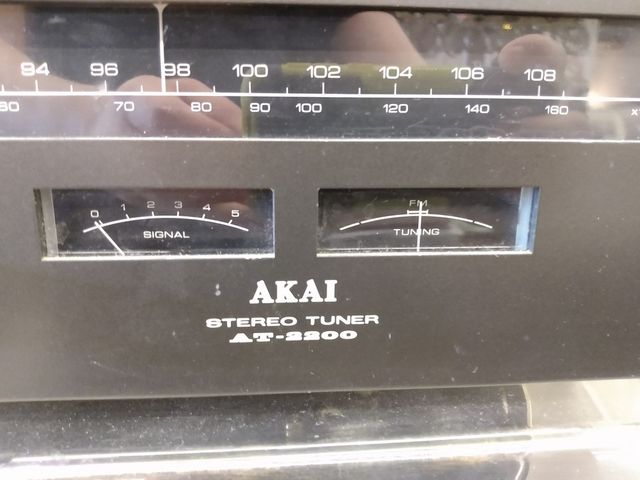 94 96 98 100 102 104 106 108
60 70 80 90 100 120 140 160
0 1 2 3 4 5
SIGNAL
FM
TUNING
AKAI
STEREO TUNER
AT-2200